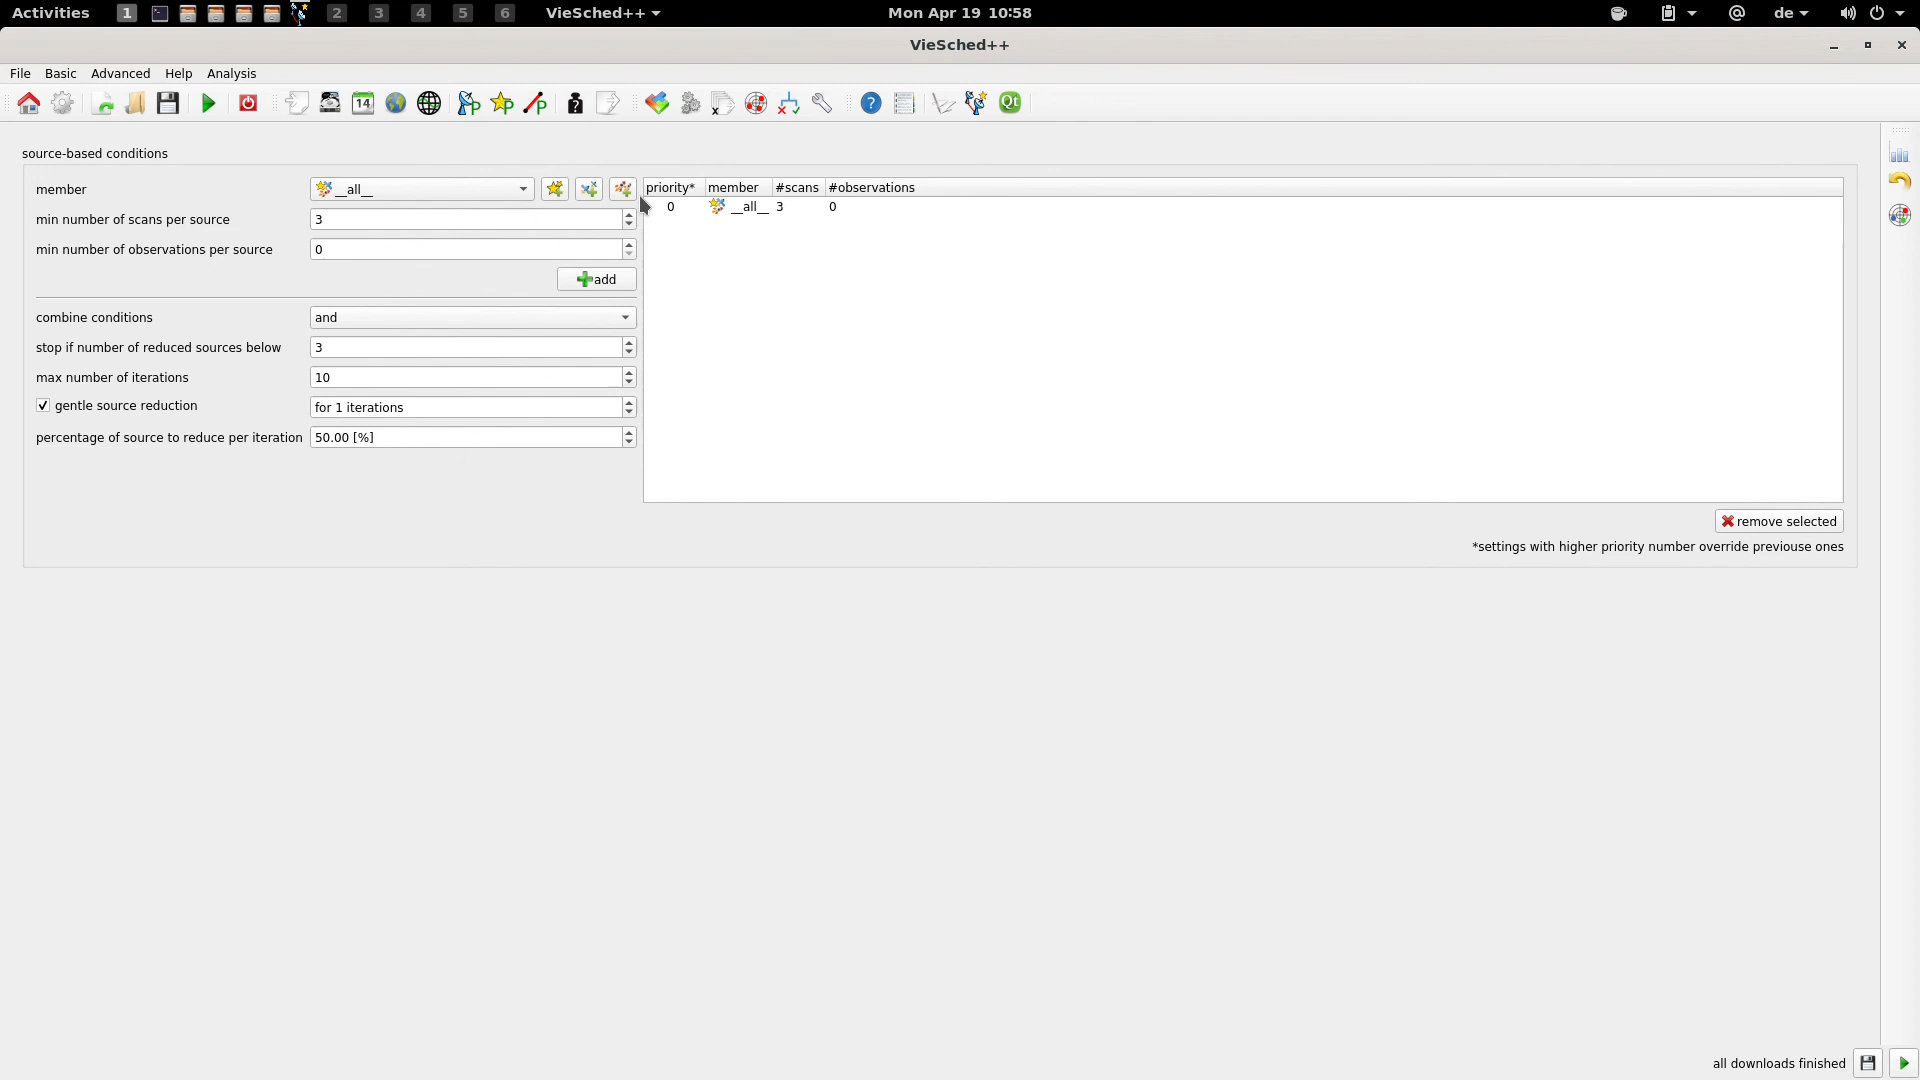 Activities 1 2 3 4 5 6 VieSched++ Mon Apr 19 10:58 @ de
VieSched++
File Basic Advanced Help Analysis
14 P P P ? Qt
source-based conditions
member __all__
min number of scans per source 3
min number of observations per source 0
add
combine conditions and
stop if number of reduced sources below 3
max number of iterations 10
gentle source reduction for 1 iterations
percentage of source to reduce per iteration 50.00 [%]
priority* member #scans #observations
0 __all__ 3 0
remove selected
*settings with higher priority number override previouse ones
all downloads finished